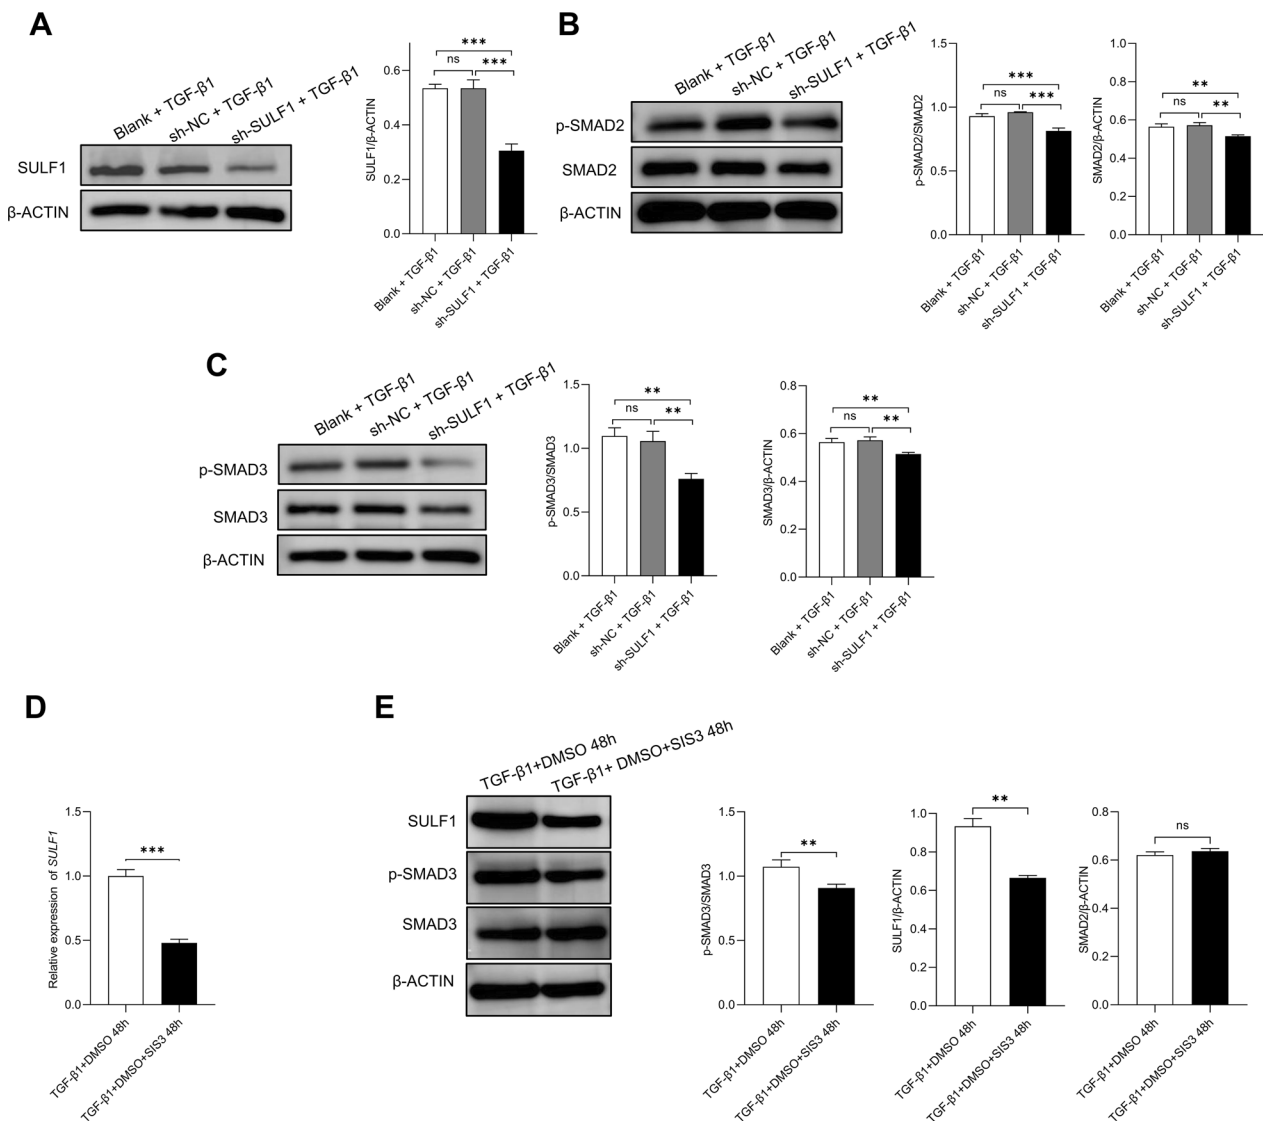 A
Blank + TGF-β1
sh-NC + TGF-β1
sh-SULF1 + TGF-β1
SULF1
β-ACTIN
SULF1/β-ACTIN
0.6
0.4
0.2
0.0
***
ns
***
Blank + TGF-β1
sh-NC + TGF-β1
sh-SULF1 + TGF-β1
B
Blank + TGF-β1
sh-NC + TGF-β1
sh-SULF1 + TGF-β1
p-SMAD2
SMAD2
β-ACTIN
p-SMAD2/SMAD2
1.5
1.0
0.5
0.0
***
ns
***
Blank + TGF-β1
sh-NC + TGF-β1
sh-SULF1 + TGF-β1
SMAD2/β-ACTIN
1.0
0.8
0.6
0.4
0.2
0.0
**
ns
**
Blank + TGF-β1
sh-NC + TGF-β1
sh-SULF1 + TGF-β1
C
Blank + TGF-β1
sh-NC + TGF-β1
sh-SULF1 + TGF-β1
p-SMAD3
SMAD3
β-ACTIN
p-SMAD3/SMAD3
1.5
1.0
0.5
0.0
**
ns
**
Blank + TGF-β1
sh-NC + TGF-β1
sh-SULF1 + TGF-β1
SMAD3/β-ACTIN
0.8
0.6
0.4
0.2
0.0
**
ns
**
Blank + TGF-β1
sh-NC + TGF-β1
sh-SULF1 + TGF-β1
D
Relative expression of SULF1
1.5
1.0
0.5
0.0
***
TGF-β1+DMSO 48h
TGF-β1+DMSO+SIS3 48h
E
TGF-β1+DMSO 48h
TGF-β1+ DMSO+SIS3 48h
SULF1
p-SMAD3
SMAD3
β-ACTIN
p-SMAD3/SMAD3
1.5
1.0
0.5
0.0
**
TGF-β1+DMSO 48h
TGF-β1+DMSO+SIS3 48h
SULF1/β-ACTIN
1.0
0.8
0.6
0.4
0.2
0.0
**
TGF-β1+DMSO 48h
TGF-β1+DMSO+SIS3 48h
SMAD2/β-ACTIN
0.8
0.6
0.4
0.2
0.0
ns
TGF-β1+DMSO 48h
TGF-β1+DMSO+SIS3 48h